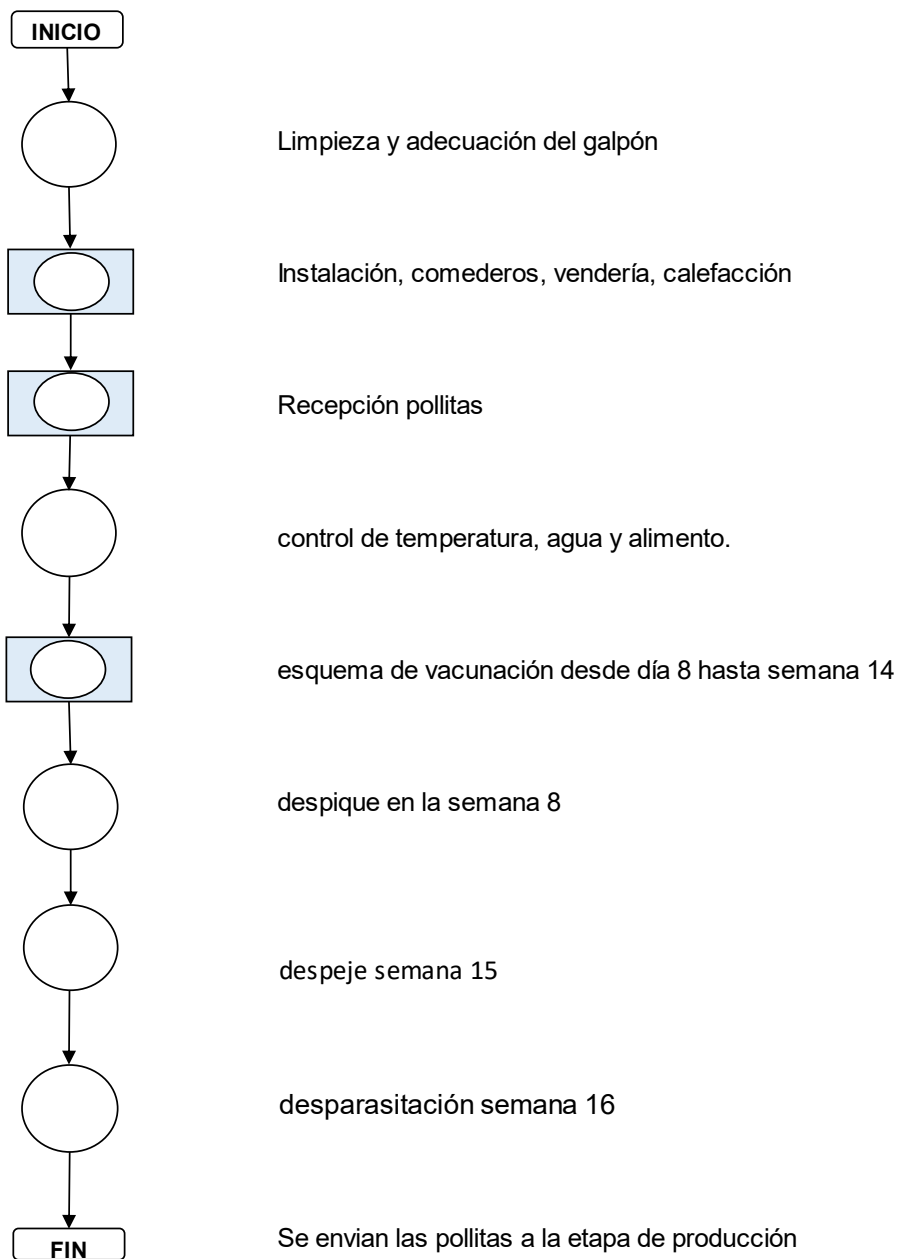 INICIO
Limpieza y adecuación del galpón
Instalación, comederos, vendería, calefacción
Recepción pollitas
control de temperatura, agua y alimento.
esquema de vacunación desde día 8 hasta semana 14
despique en la semana 8
despeje semana 15
desparasitación semana 16
FIN
Se envian las pollitas a la etapa de producción